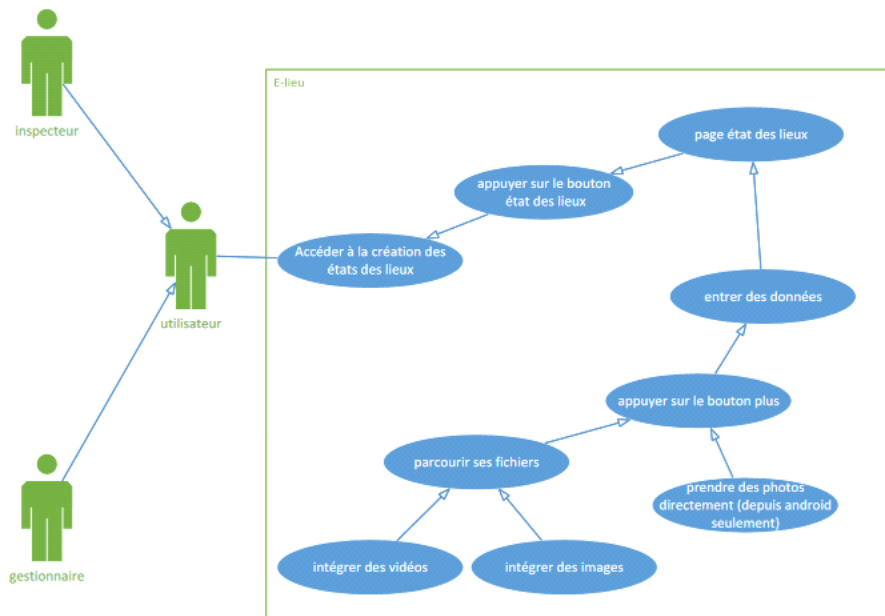 E-lieu
inspecteur
page état des lieux
appuyer sur le bouton
état des lieux
Accéder à la création des
états des lieux
utilisateur
entrer des données
appuyer sur le bouton plus
parcourir ses fichiers
prendre des photos
directement (depuis android
seulement)
gestionnaire
intégrer des vidéos
intégrer des images